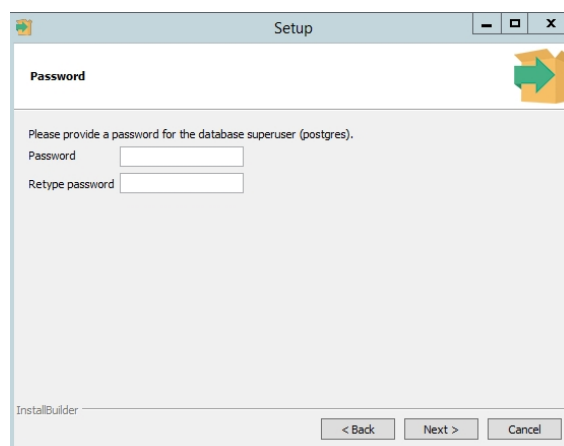 Setup
Password
Please provide a password for the database superuser (postgres).
Password
Retype password
InstallBuilder
< Back Next > Cancel